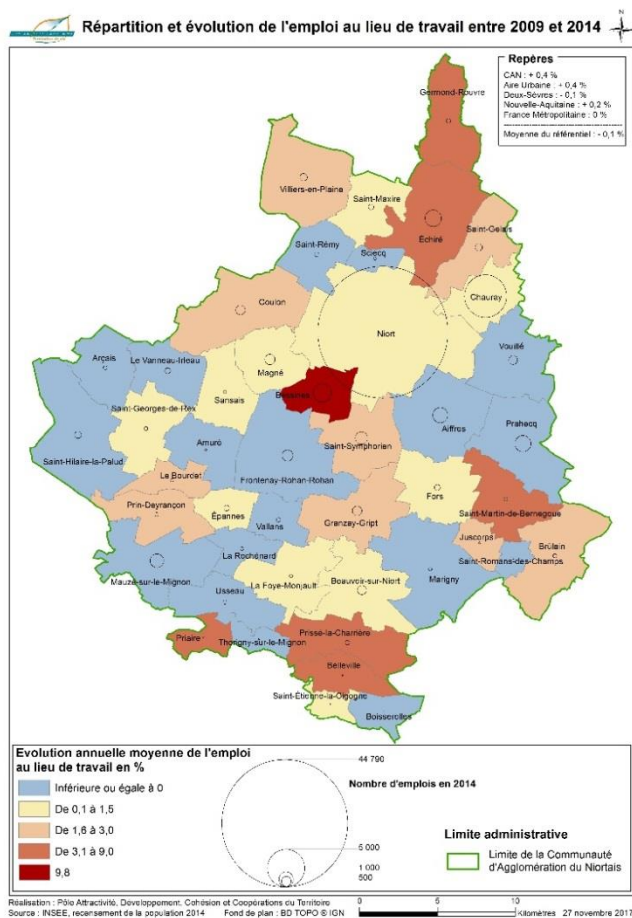 Répartition et évolution de l'emploi au lieu de travail entre 2009 et 2014
N
Repères
CAN : + 0,4 %
Aire Urbaine : + 0,4 %
Deux-Sèvres : - 0,1 %
Nouvelle-Aquitaine : + 0,2 %
France Métropolitaine : 0 %
Moyenne du référentiel : - 0,1 %
Germond-Rouvre
Villiers-en-Plaine
Saint-Maxire
Échiré
Saint-Gelais
Saint-Rémy
Sciecq
Chauray
Coulon
Niort
Vouillé
Arçais
Le Vanneau-Irleau
Magné
Bessines
Sansais
Saint-Georges-de-Rex
Aiffres
Prahecq
Saint-Hilaire-la-Palud
Amuré
Saint-Symphorien
Frontenay-Rohan-Rohan
Le Bourdet
Fors
Prin-Deyrançon
Épannes
Granzay-Gript
Saint-Martin-de-Bernegoue
Vallans
Juscorps
Brûlain
La Rochénard
Saint-Romans-des-Champs
Mauzé-sur-le-Mignon
La Foye-Monjault
Beauvoir-sur-Niort
Marigny
Usseau
Priaire
Thorigny-sur-le-Mignon
Prissé-la-Charrière
Belleville
Saint-Étienne-la-Cigogne
Boisserolles
Evolution annuelle moyenne de l'emploi
au lieu de travail en %
Inférieure ou égale à 0
De 0,1 à 1,5
De 1,6 à 3,0
De 3,1 à 9,0
9,8
44 790
Nombre d'emplois en 2014
5 000
1 000
500
Limite administrative
Limite de la Communauté
d'Agglomération du Niortais
Réalisation : Pôle Attractivité, Développement, Cohésion et Coopérations du Territoire
Source : INSEE, recensement de la population 2014 Fond de plan : BD TOPO ® IGN
0 5 10
Kilomètres 27 novembre 2017